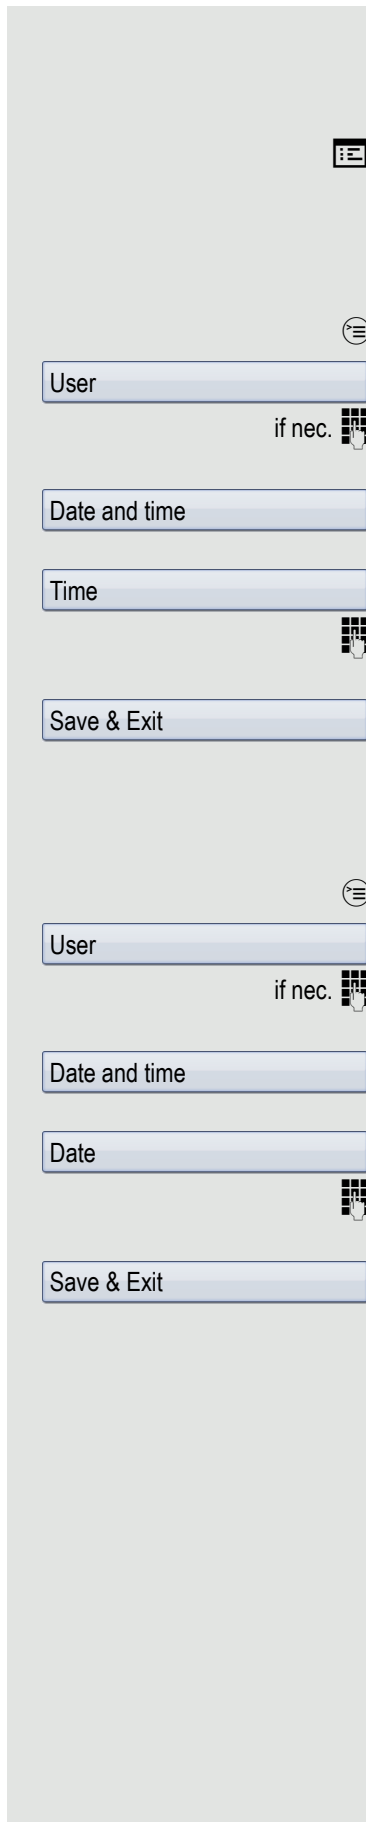 User
if nec.
Date and time
Time
Save & Exit
User
if nec.
Date and time
Date
Save & Exit